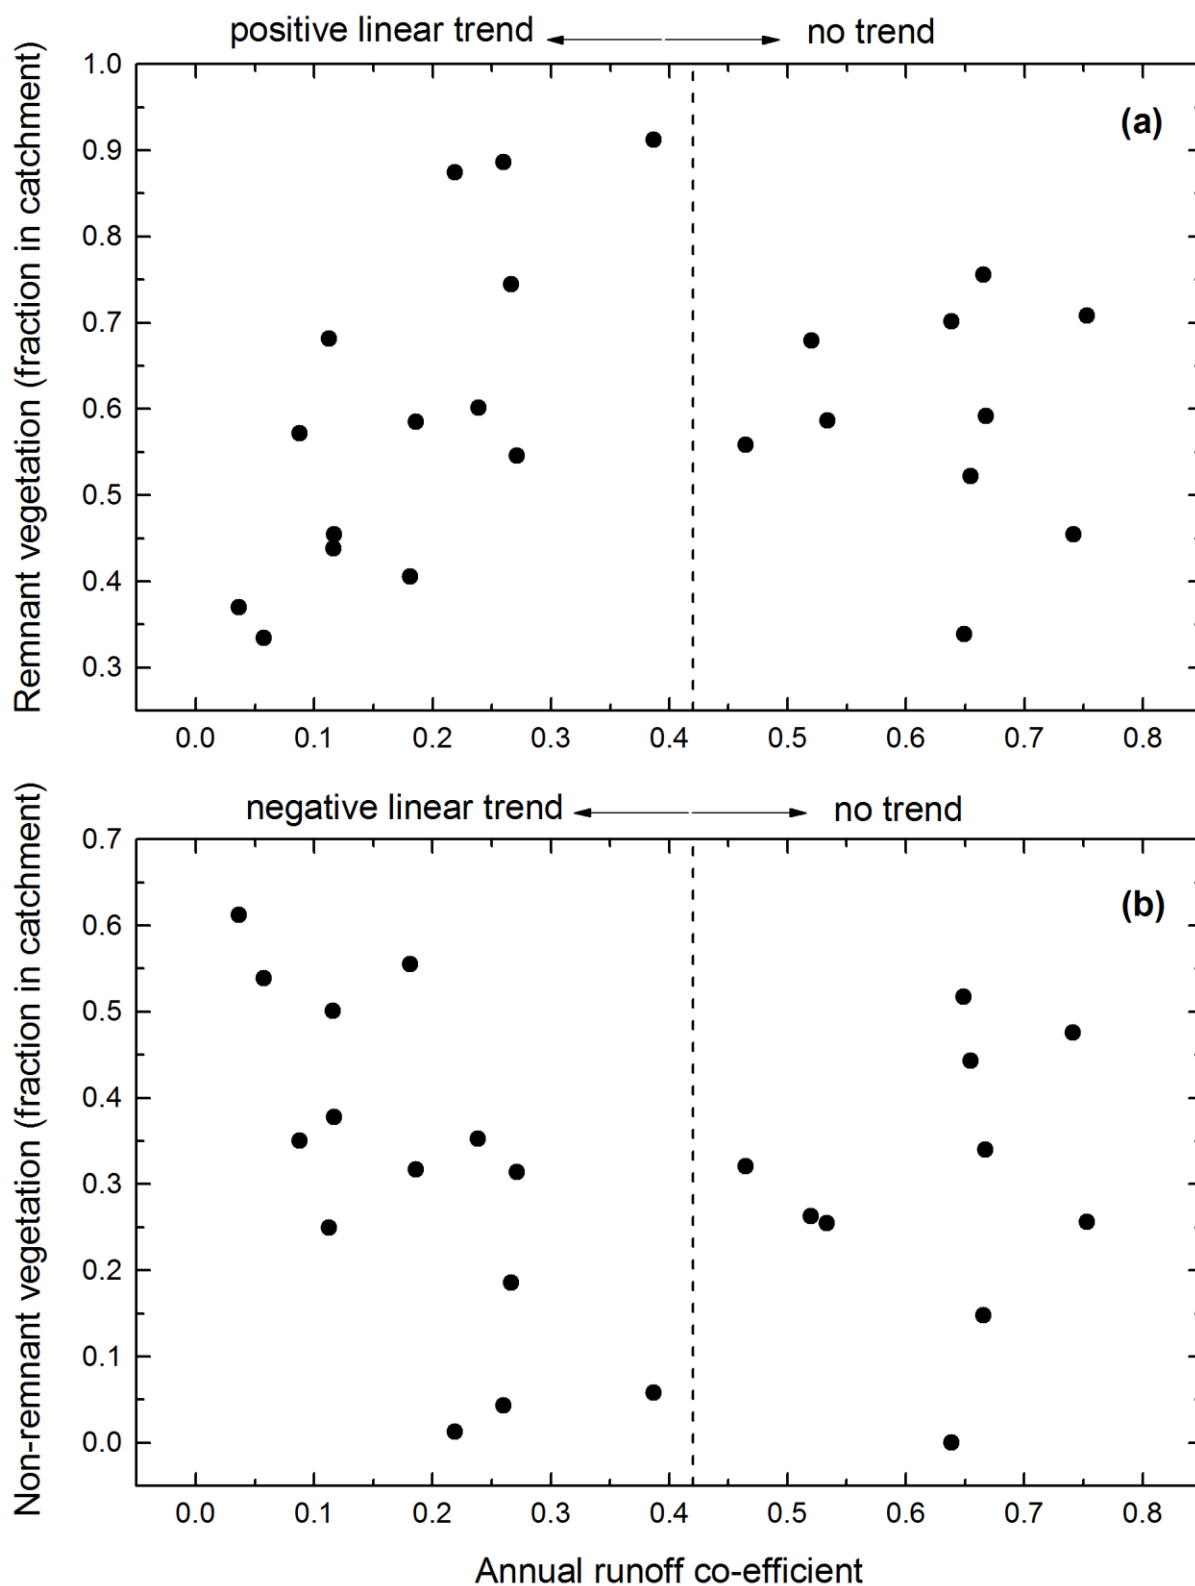 positive linear trend no trend
Remnant vegetation (fraction in catchment)
(a)
1.0
0.9
0.8
0.7
0.6
0.5
0.4
0.3
0.0 0.1 0.2 0.3 0.4 0.5 0.6 0.7 0.8
negative linear trend no trend
Non-remnant vegetation (fraction in catchment)
(b)
0.7
0.6
0.5
0.4
0.3
0.2
0.1
0.0
0.0 0.1 0.2 0.3 0.4 0.5 0.6 0.7 0.8
Annual runoff co-efficient